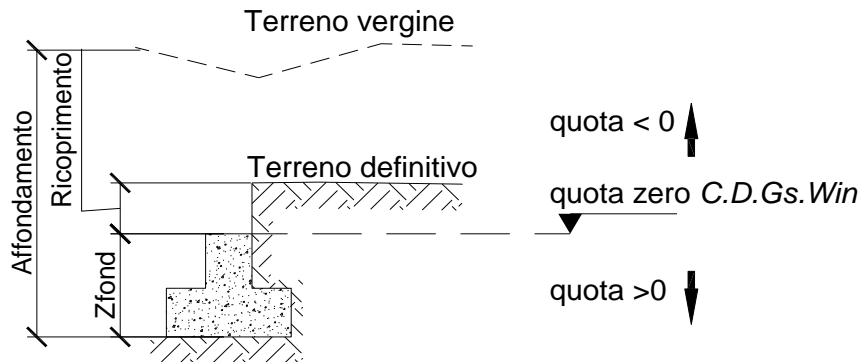 Terreno vergine
Affondamento
Ricoprimento
quota < 0
Terreno definitivo
quota zero C.D.Gs.Win
Zfond
quota >0